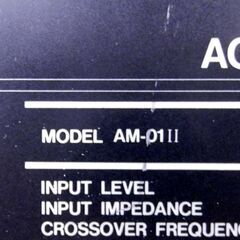 AC
MODEL AM-01II
INPUT LEVEL
INPUT IMPEDANCE
CROSSOVER FREQUENC